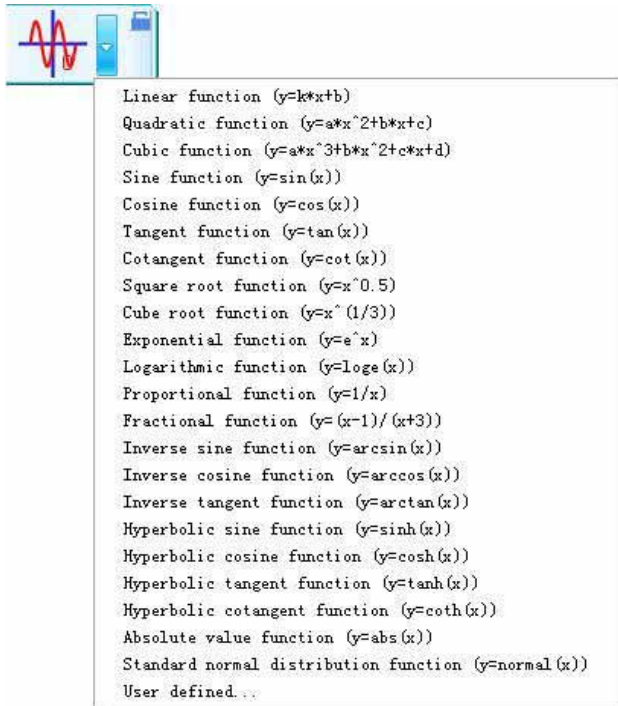 Linear function (y=k*x+b)
Quadratic function (y=a*x^2+b*x+c)
Cubic function (y=a*x^3+b*x^2+c*x+d)
Sine function (y=sin(x))
Cosine function (y=cos(x))
Tangent function (y=tan(x))
Cotangent function (y=cot(x))
Square root function (y=x^0.5)
Cube root function (y=x^(1/3))
Exponential function (y=e^x)
Logarithmic function (y=loge(x))
Proportional function (y=1/x)
Fractional function (y=(x-1)/(x+3))
Inverse sine function (y=arcsin(x))
Inverse cosine function (y=arccos(x))
Inverse tangent function (y=arctan(x))
Hyperbolic sine function (y=sinh(x))
Hyperbolic cosine function (y=cosh(x))
Hyperbolic tangent function (y=tanh(x))
Hyperbolic cotangent function (y=coth(x))
Absolute value function (y=abs(x))
Standard normal distribution function (y=normal(x))
User defined...